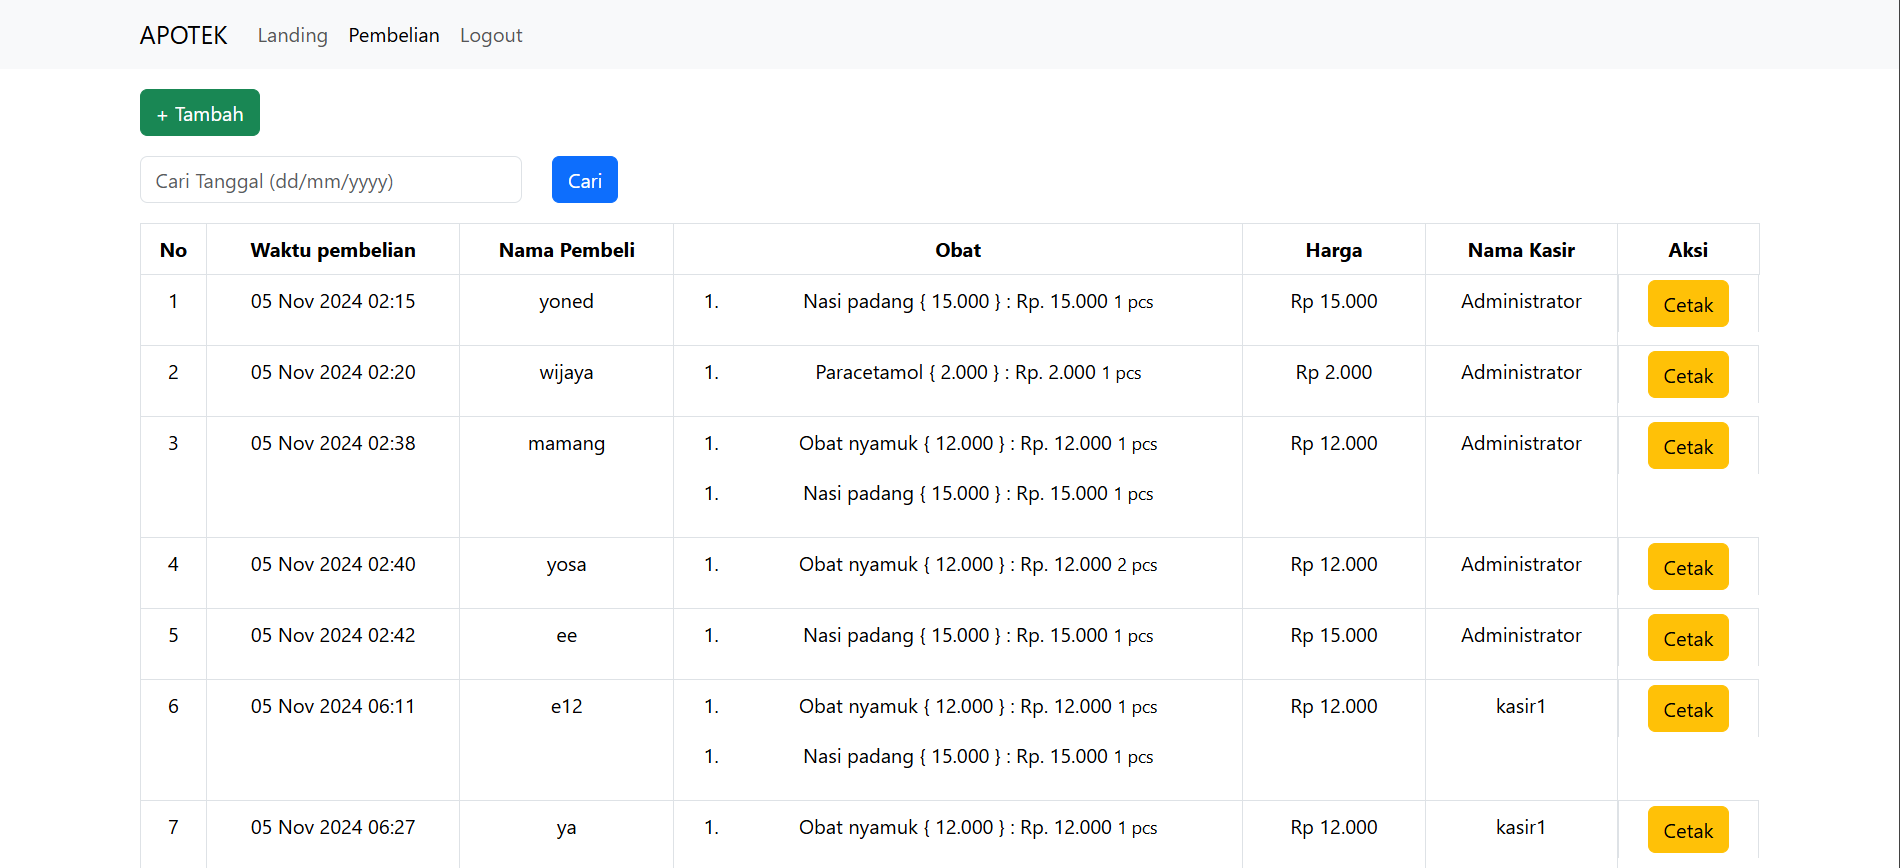 APOTEK Landing Pembelian Logout
+ Tambah
Cari Tanggal (dd/mm/yyyy) Cari
No Waktu pembelian Nama Pembeli Obat Harga Nama Kasir Aksi
1 05 Nov 2024 02:15 yoned 1. Nasi padang { 15.000 } : Rp. 15.000 1 pcs Rp 15.000 Administrator Cetak
2 05 Nov 2024 02:20 wijaya 1. Paracetamol { 2.000 } : Rp. 2.000 1 pcs Rp 2.000 Administrator Cetak
3 05 Nov 2024 02:38 mamang 1. Obat nyamuk { 12.000 } : Rp. 12.000 1 pcs Rp 12.000 Administrator Cetak
1. Nasi padang { 15.000 } : Rp. 15.000 1 pcs
4 05 Nov 2024 02:40 yosa 1. Obat nyamuk { 12.000 } : Rp. 12.000 2 pcs Rp 12.000 Administrator Cetak
5 05 Nov 2024 02:42 ee 1. Nasi padang { 15.000 } : Rp. 15.000 1 pcs Rp 15.000 Administrator Cetak
6 05 Nov 2024 06:11 e12 1. Obat nyamuk { 12.000 } : Rp. 12.000 1 pcs Rp 12.000 kasir1 Cetak
1. Nasi padang { 15.000 } : Rp. 15.000 1 pcs
7 05 Nov 2024 06:27 ya 1. Obat nyamuk { 12.000 } : Rp. 12.000 1 pcs Rp 12.000 kasir1 Cetak